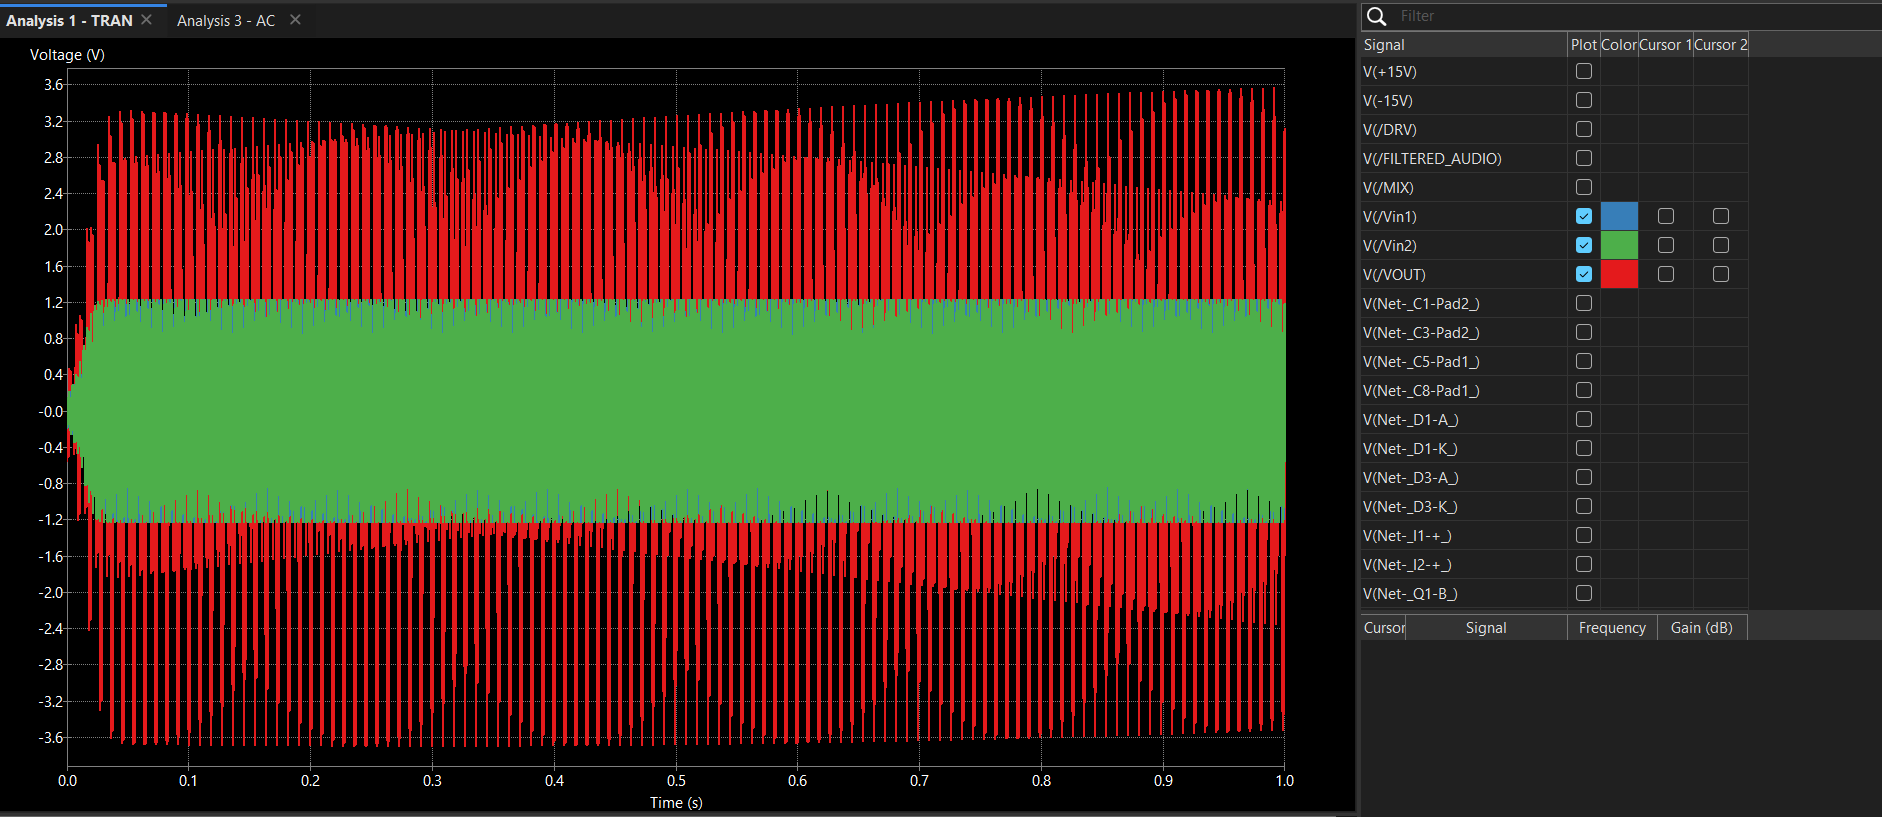 Analysis 1 - TRAN
Analysis 3 - AC
Voltage (V)
3.6
3.2
2.8
2.4
2.0
1.6
1.2
0.8
0.4
-0.0
-0.4
-0.8
-1.2
-1.6
-2.0
-2.4
-2.8
-3.2
-3.6
0.0 0.1 0.2 0.3 0.4 0.5 0.6 0.7 0.8 0.9 1.0
Time (s)
Filter
Signal Plot Color Cursor 1 Cursor 2
V(+15V)
V(-15V)
V(/DRV)
V(/FILTERED_AUDIO)
V(/MIX)
V(/Vin1)
V(/Vin2)
V(/VOUT)
V(Net-_C1-Pad2_)
V(Net-_C3-Pad2_)
V(Net-_C5-Pad1_)
V(Net-_C8-Pad1_)
V(Net-_D1-A_)
V(Net-_D1-K_)
V(Net-_D3-A_)
V(Net-_D3-K_)
V(Net-_I1-+_)
V(Net-_I2-+_)
V(Net-_Q1-B_)
Cursor Signal Frequency Gain (dB)